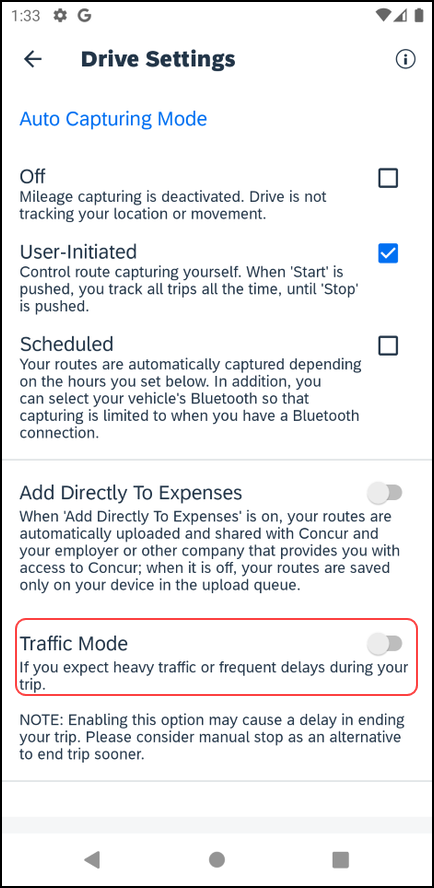 1:33
Drive Settings
Auto Capturing Mode
Off
Mileage capturing is deactivated. Drive is not
tracking your location or movement.
User-Initiated
Control route capturing yourself. When 'Start' is
pushed, you track all trips all the time, until 'Stop'
is pushed.
Scheduled
Your routes are automatically captured depending
on the hours you set below. In addition, you
can select your vehicle's Bluetooth so that
capturing is limited to when you have a Bluetooth
connection.
Add Directly To Expenses
When 'Add Directly To Expenses' is on, your routes are
automatically uploaded and shared with Concur and
your employer or other company that provides you with
access to Concur; when it is off, your routes are saved
only on your device in the upload queue.
Traffic Mode
If you expect heavy traffic or frequent delays during your
trip.
NOTE: Enabling this option may cause a delay in ending
your trip. Please consider manual stop as an alternative
to end trip sooner.